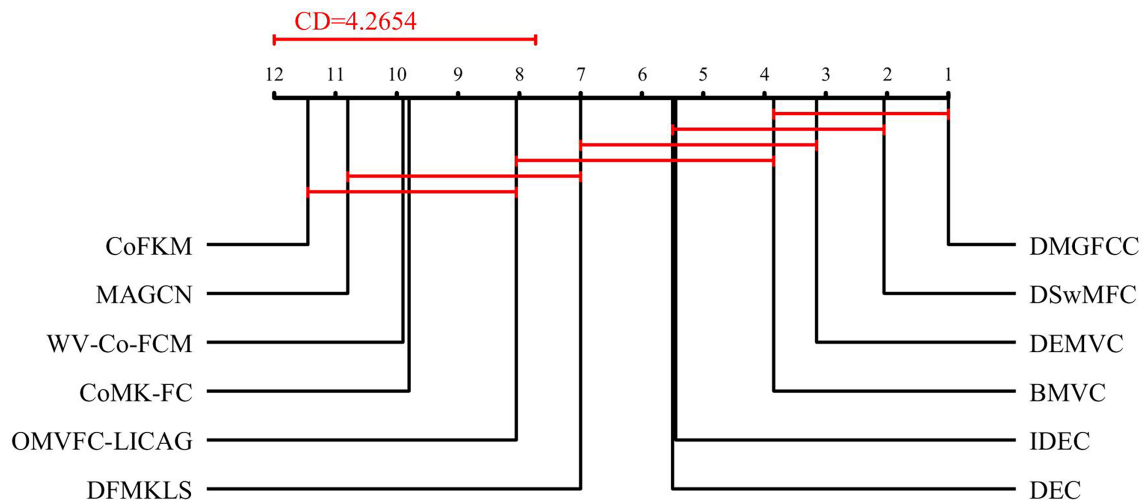 CD=4.2654
12 11 10 9 8 7 6 5 4 3 2 1
CoFKM DMGFCC
MAGCN DSwMFC
WV-Co-FCM DEMVC
CoMK-FC BMVC
OMVFC-LICAG IDEC
DFMKLS DEC